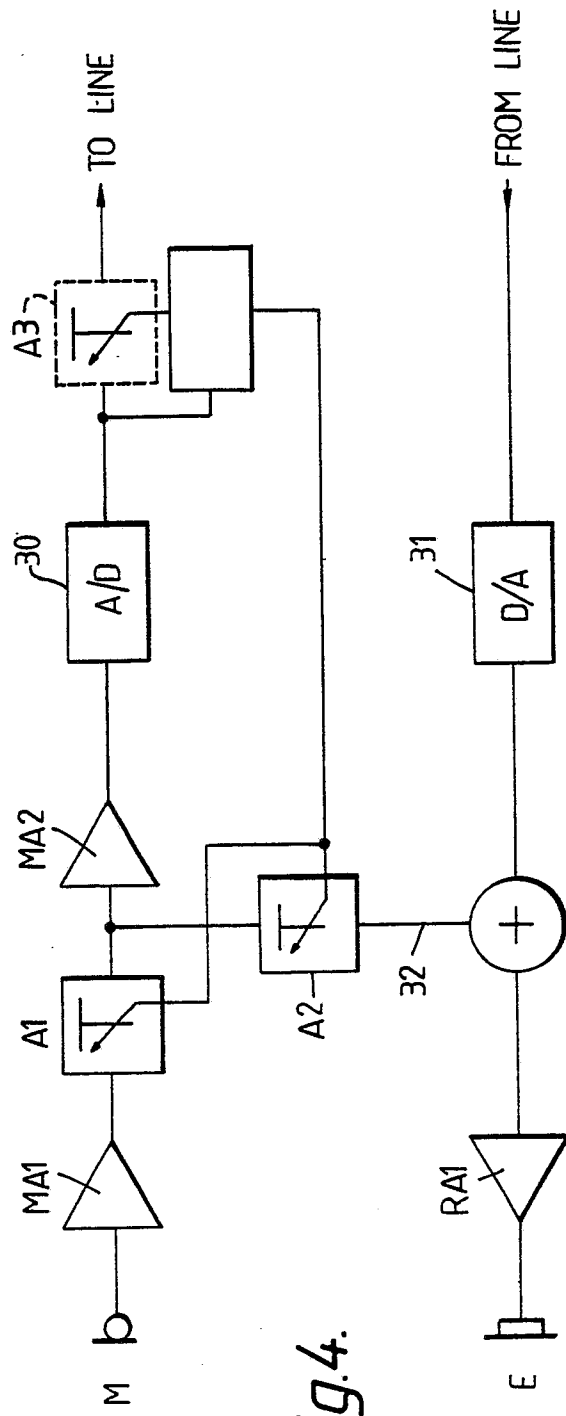 M
MA1
A1
MA2
30
A/D
A3
TO LINE
A2
32
E
RA1
+
31
D/A
FROM LINE
g.4.